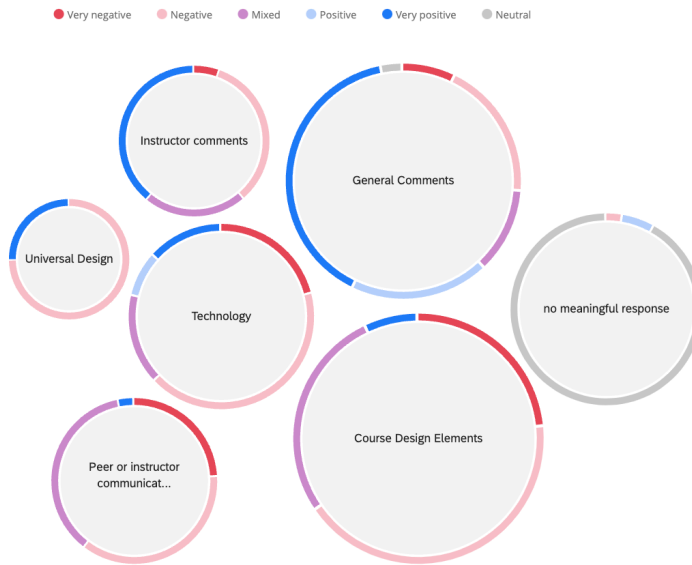 Very negative
Negative
Mixed
Positive
Very positive
Neutral
Instructor comments
General Comments
Universal Design
Technology
no meaningful response
Course Design Elements
Peer or instructor
communicat...